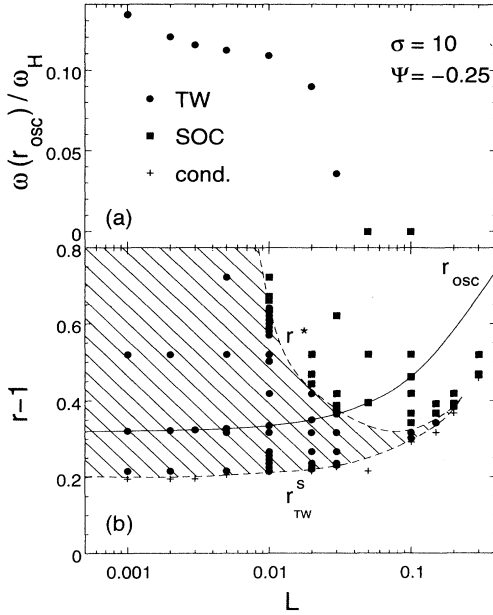 σ = 10
Ψ = −0.25
0.10
0.05
0
ω(r_osc) / ω_H
TW
SOC
cond.
(a)
0.8
0.6
0.4
0.2
0
r−1
r_osc
r*
r^s_TW
(b)
0.001
0.01
0.1
L